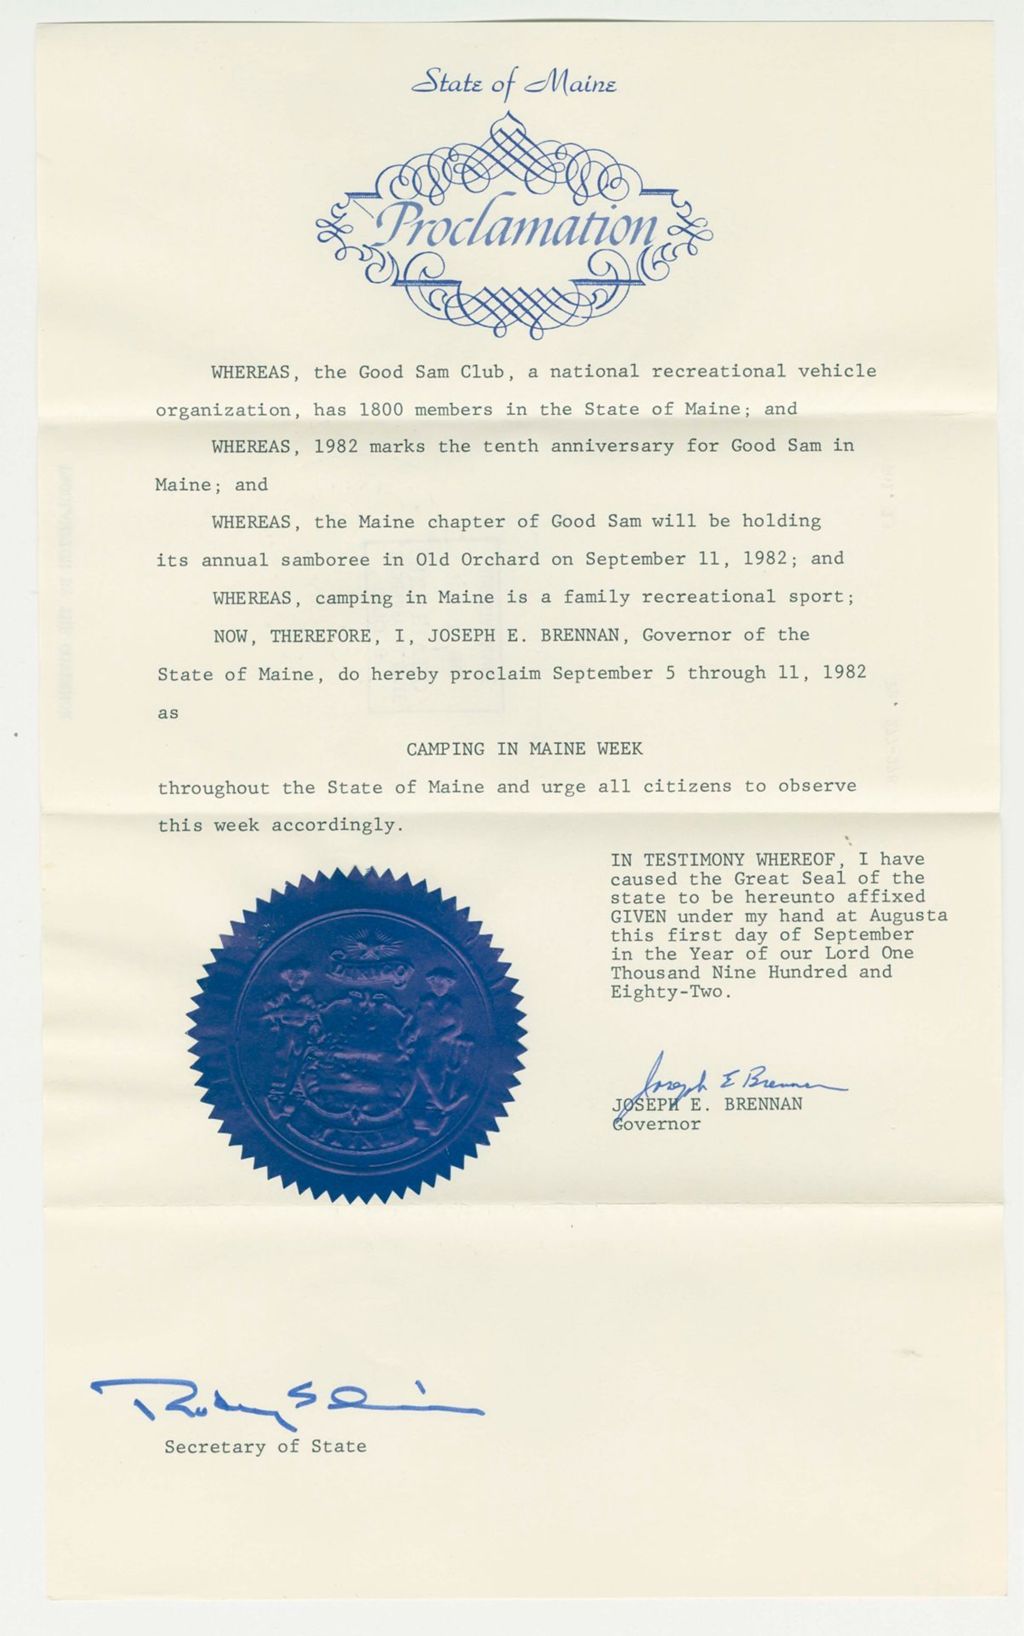 State of Maine
Proclamation
WHEREAS, the Good Sam Club, a national recreational vehicle
organization, has 1800 members in the State of Maine; and
WHEREAS, 1982 marks the tenth anniversary for Good Sam in
Maine; and
WHEREAS, the Maine chapter of Good Sam will be holding
its annual samboree in Old Orchard on September 11, 1982; and
WHEREAS, camping in Maine is a family recreational sport;
NOW, THEREFORE, I, JOSEPH E. BRENNAN, Governor of the
State of Maine, do hereby proclaim September 5 through 11, 1982
as
CAMPING IN MAINE WEEK
throughout the State of Maine and urge all citizens to observe
this week accordingly.
IN TESTIMONY WHEREOF, I have
caused the Great Seal of the
state to be hereunto affixed
GIVEN under my hand at Augusta
this first day of September
in the Year of our Lord One
Thousand Nine Hundred and
Eighty-Two.
Joseph E Brennan
JOSEPH E. BRENNAN
Governor
Secretary of State